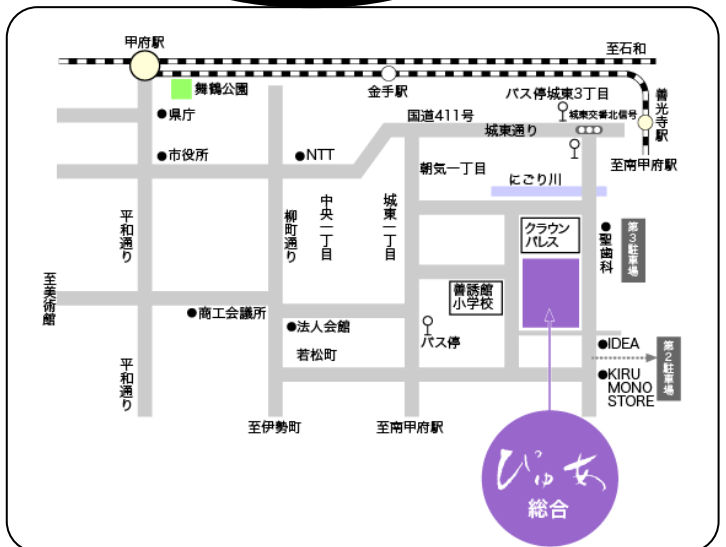 甲府駅
至石和
舞鶴公園
金手駅
善光寺駅
バス停城東3丁目
県庁
国道411号
城東交番北信号
城東通り
市役所
NTT
朝気一丁目
至南甲府駅
にごり川
平和通り
柳町通り
中央一丁目
城東一丁目
クラウン
パレス
聖歯科
第3駐車場
至美術館
善誘館
小学校
商工会議所
法人会館
バス停
若松町
IDEA
第2駐車場
平和通り
KIRU
MONO
STORE
至伊勢町
至南甲府駅
ぴゅあ
総合